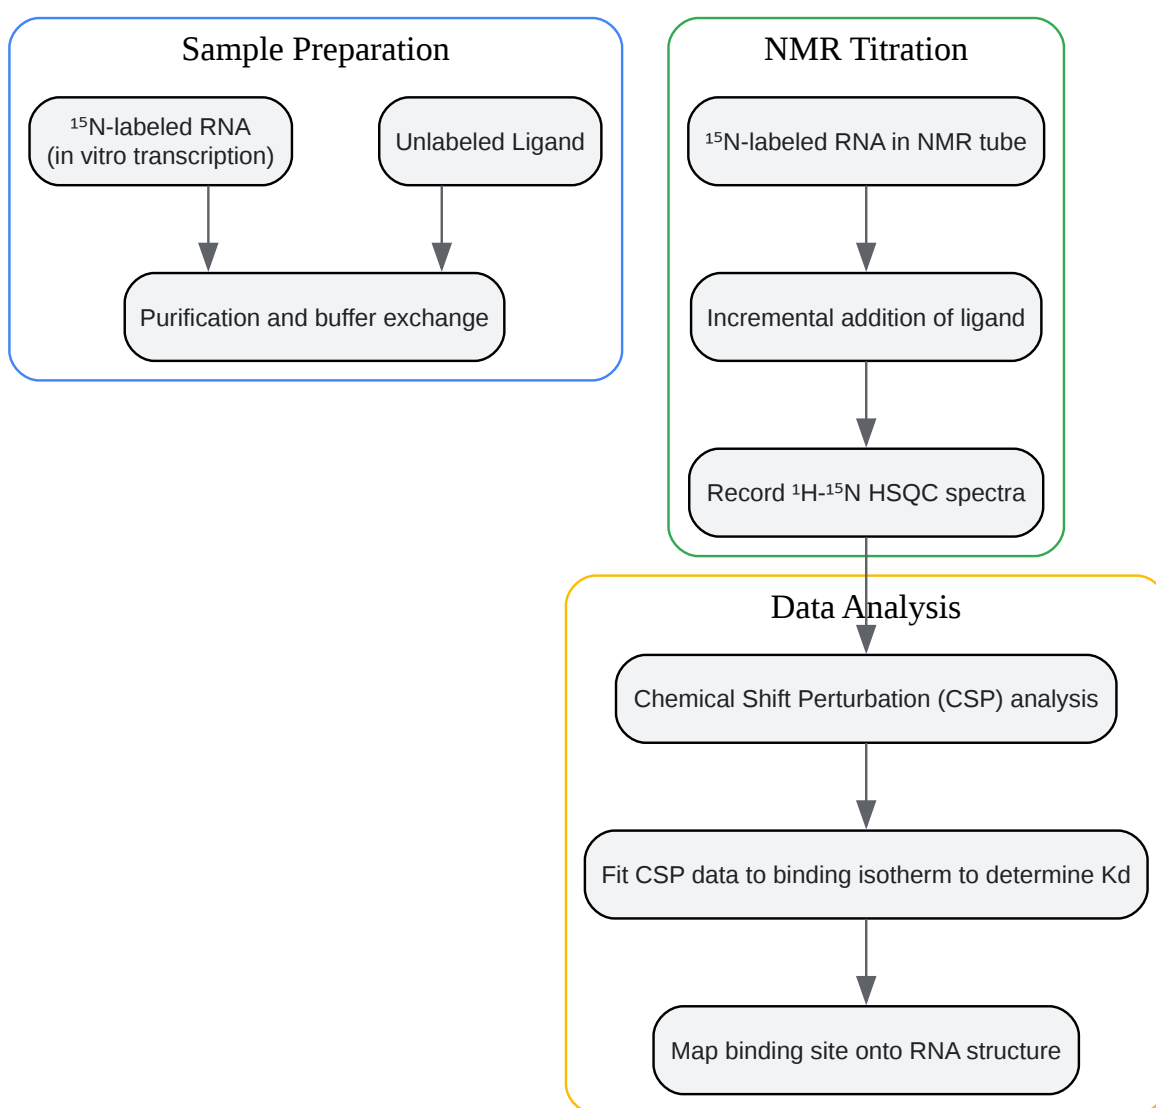 Sample Preparation
¹⁵N-labeled RNA
(in vitro transcription)
Unlabeled Ligand
Purification and buffer exchange
NMR Titration
¹⁵N-labeled RNA in NMR tube
Incremental addition of ligand
Record ¹H-¹⁵N HSQC spectra
Data Analysis
Chemical Shift Perturbation (CSP) analysis
Fit CSP data to binding isotherm to determine Kd
Map binding site onto RNA structure